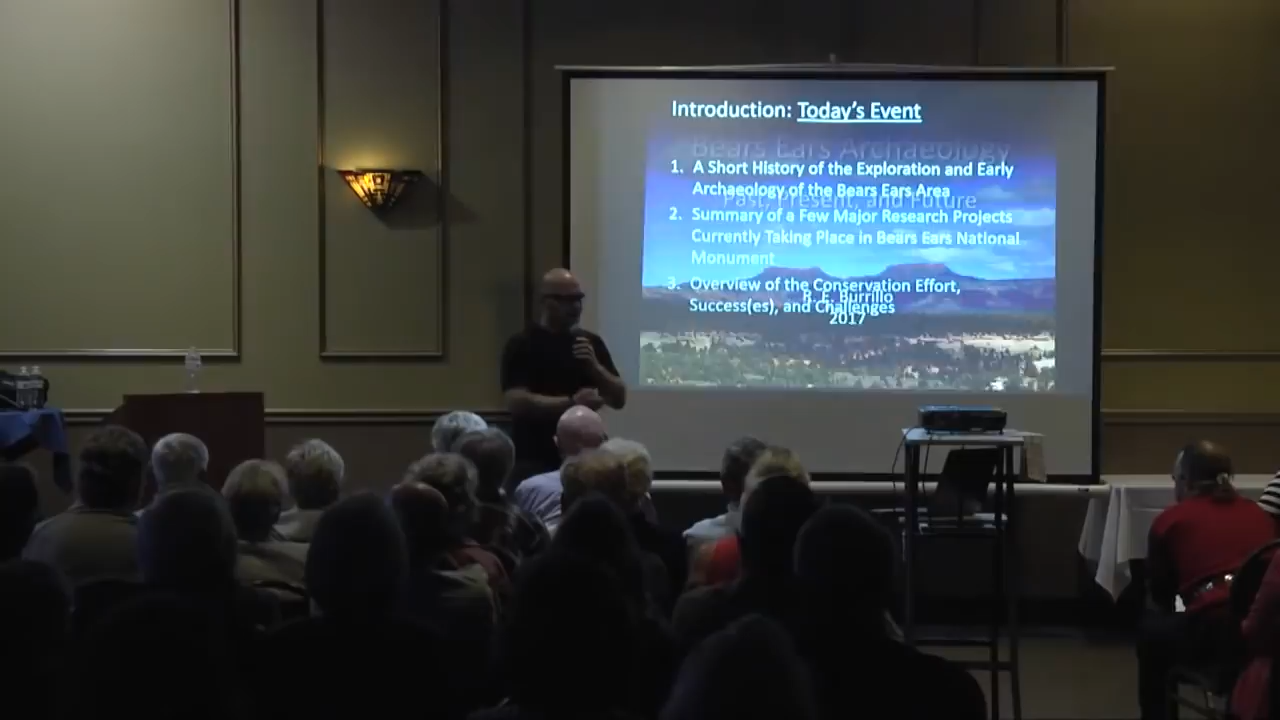 Introduction: Today's Event
Bears Ears Archaeology
1. A Short History of the Exploration and Early
Archaeology of the Bears Ears Area
Past, Present, and Future
2. Summary of a Few Major Research Projects
Currently Taking Place in Bears Ears National
Monument
3. Overview of the Conservation Effort,
R. E. Burrillo
Success(es), and Challenges
2017